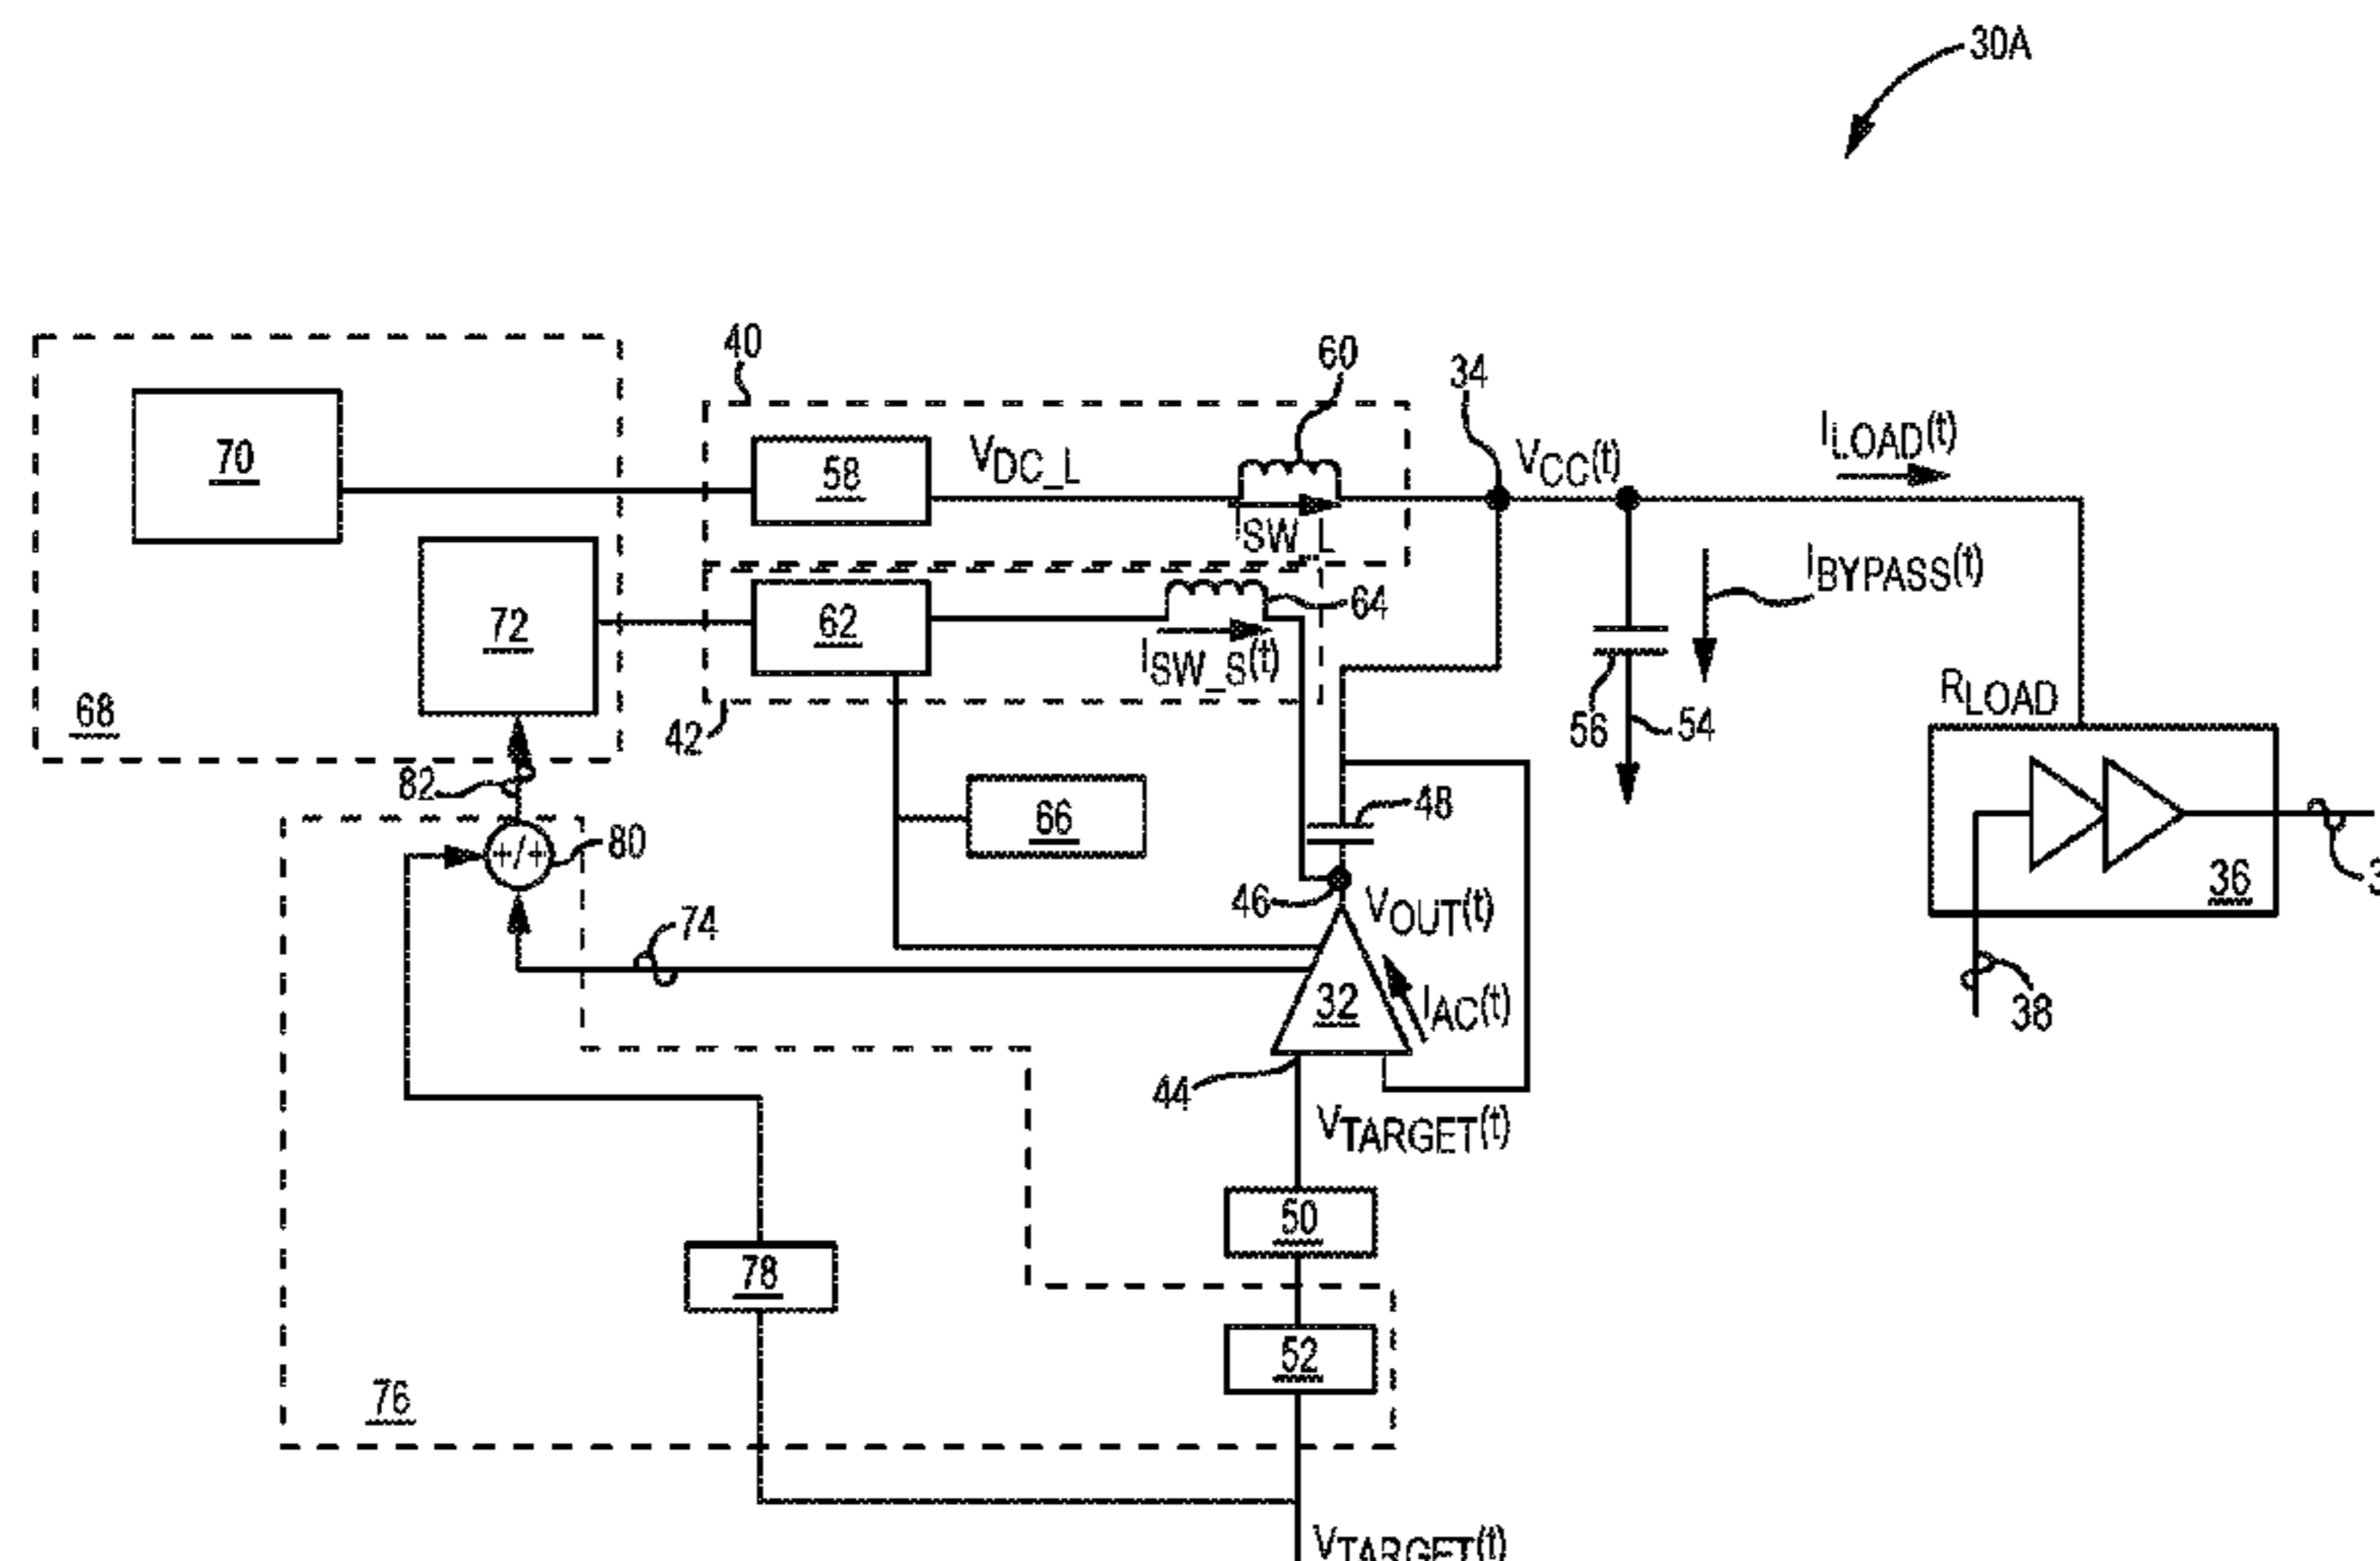 30A
40
60
34
70
58
VDC_L
VCC(t)
ILOAD(t)
ISW_L
IBYPASS(t)
72
62
64
ISW_S(t)
68
42
56
54
RLOAD
82
66
48
+/+
80
46
VOUT(t)
36
74
32
IAC(t)
38
44
VTARGET(t)
50
78
52
76
VTARGET(t)